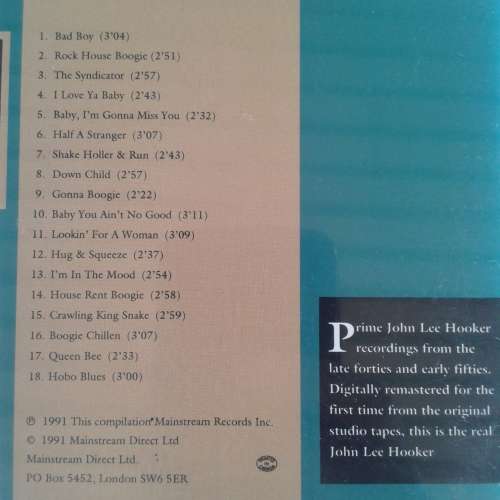 1. Bad Boy (3'04)
2. Rock House Boogie (2'51)
3. The Syndicator (2'57)
4. I Love Ya Baby (2'43)
5. Baby, I'm Gonna Miss You (2'32)
6. Half A Stranger (3'07)
7. Shake Holler & Run (2'43)
8. Down Child (2'57)
9. Gonna Boogie (2'22)
10. Baby You Ain't No Good (3'11)
11. Lookin' For A Woman (3'09)
12. Hug & Squeeze (2'37)
13. I'm In The Mood (2'54)
14. House Rent Boogie (2'58)
15. Crawling King Snake (2'59)
16. Boogie Chillen (3'07)
17. Queen Bee (2'33)
18. Hobo Blues (3'00)
℗ 1991 This compilation Mainstream Records Inc.
© 1991 Mainstream Direct Ltd
Mainstream Direct Ltd.
PO Box 5452, London SW6 5ER
Prime John Lee Hooker
recordings from the
late forties and early fifties.
Digitally remastered for the
first time from the original
studio tapes, this is the real
John Lee Hooker